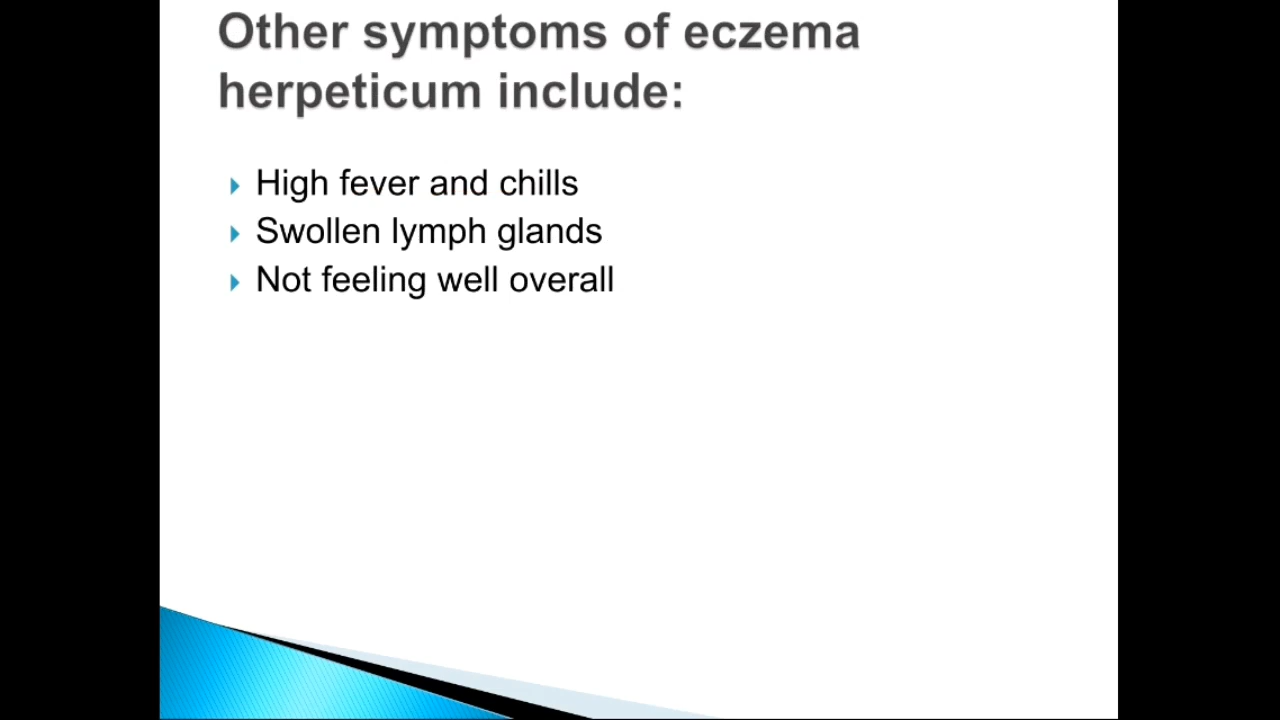 Other symptoms of eczema
herpeticum include:
High fever and chills
Swollen lymph glands
Not feeling well overall